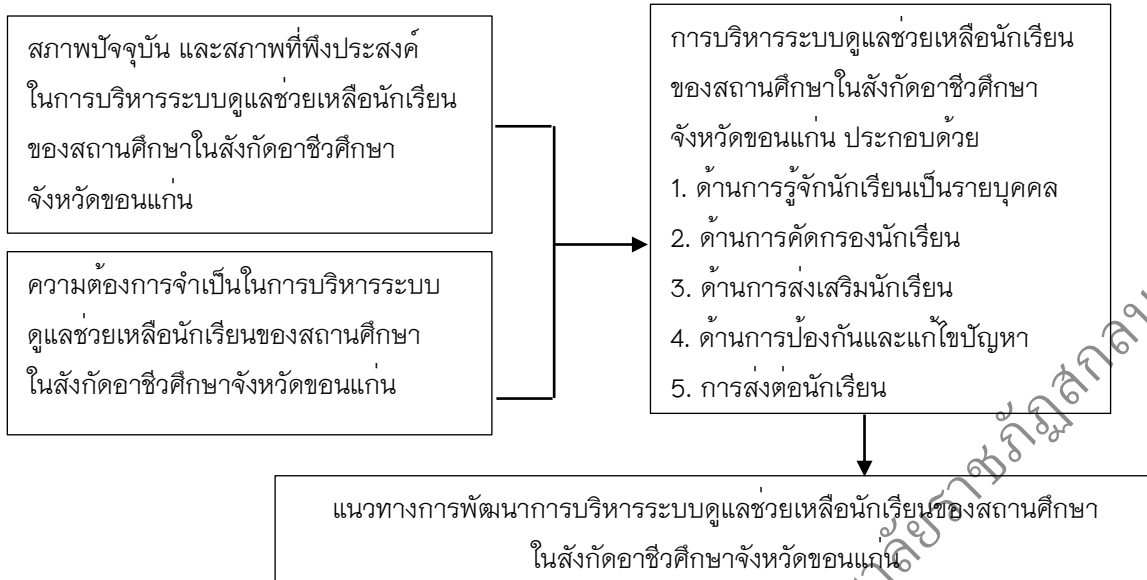 สภาพปัจจุบัน และสภาพที่พึงประสงค์
ในการบริหารระบบดูแลช่วยเหลือนักเรียน
ของสถานศึกษาในสังกัดอาชีวศึกษา
จังหวัดขอนแก่น
ความต้องการจำเป็นในการบริหารระบบ
ดูแลช่วยเหลือนักเรียนของสถานศึกษา
ในสังกัดอาชีวศึกษาจังหวัดขอนแก่น
การบริหารระบบดูแลช่วยเหลือนักเรียน
ของสถานศึกษาในสังกัดอาชีวศึกษา
จังหวัดขอนแก่น ประกอบด้วย
1. ด้านการรู้จักนักเรียนเป็นรายบุคคล
2. ด้านการคัดกรองนักเรียน
3. ด้านการส่งเสริมนักเรียน
4. ด้านการป้องกันและแก้ไขปัญหา
5. การส่งต่อนักเรียน
แนวทางการพัฒนาการบริหารระบบดูแลช่วยเหลือนักเรียนของสถานศึกษา
ในสังกัดอาชีวศึกษาจังหวัดขอนแก่น